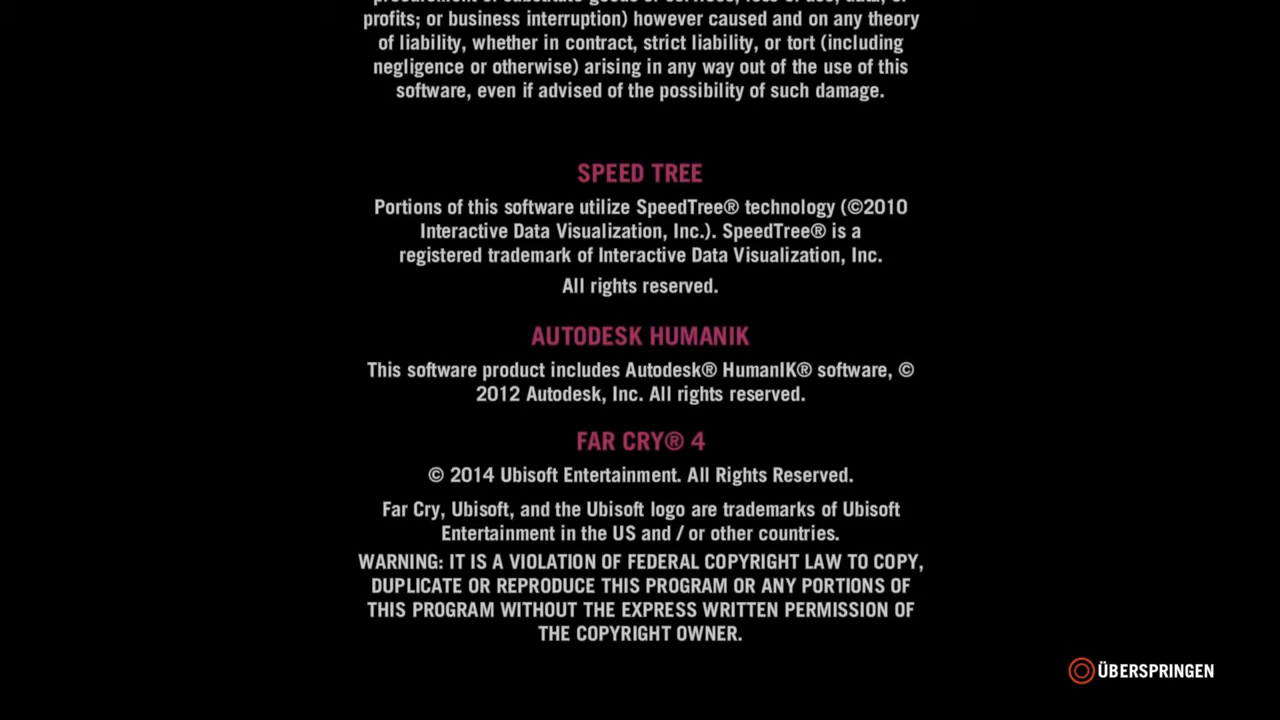 profits; or business interruption) however caused and on any theory
of liability, whether in contract, strict liability, or tort (including
negligence or otherwise) arising in any way out of the use of this
software, even if advised of the possibility of such damage.
SPEED TREE
Portions of this software utilize SpeedTree® technology (©2010
Interactive Data Visualization, Inc.). SpeedTree® is a
registered trademark of Interactive Data Visualization, Inc.
All rights reserved.
AUTODESK HUMANIK
This software product includes Autodesk® HumanIK® software, ©
2012 Autodesk, Inc. All rights reserved.
FAR CRY® 4
© 2014 Ubisoft Entertainment. All Rights Reserved.
Far Cry, Ubisoft, and the Ubisoft logo are trademarks of Ubisoft
Entertainment in the US and / or other countries.
WARNING: IT IS A VIOLATION OF FEDERAL COPYRIGHT LAW TO COPY,
DUPLICATE OR REPRODUCE THIS PROGRAM OR ANY PORTIONS OF
THIS PROGRAM WITHOUT THE EXPRESS WRITTEN PERMISSION OF
THE COPYRIGHT OWNER.
ÜBERSPRINGEN